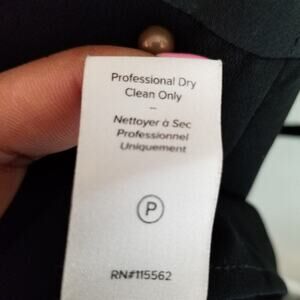 Professional Dry
Clean Only
–
Nettoyer à Sec
Professionnel
Uniquement
P
RN#115562